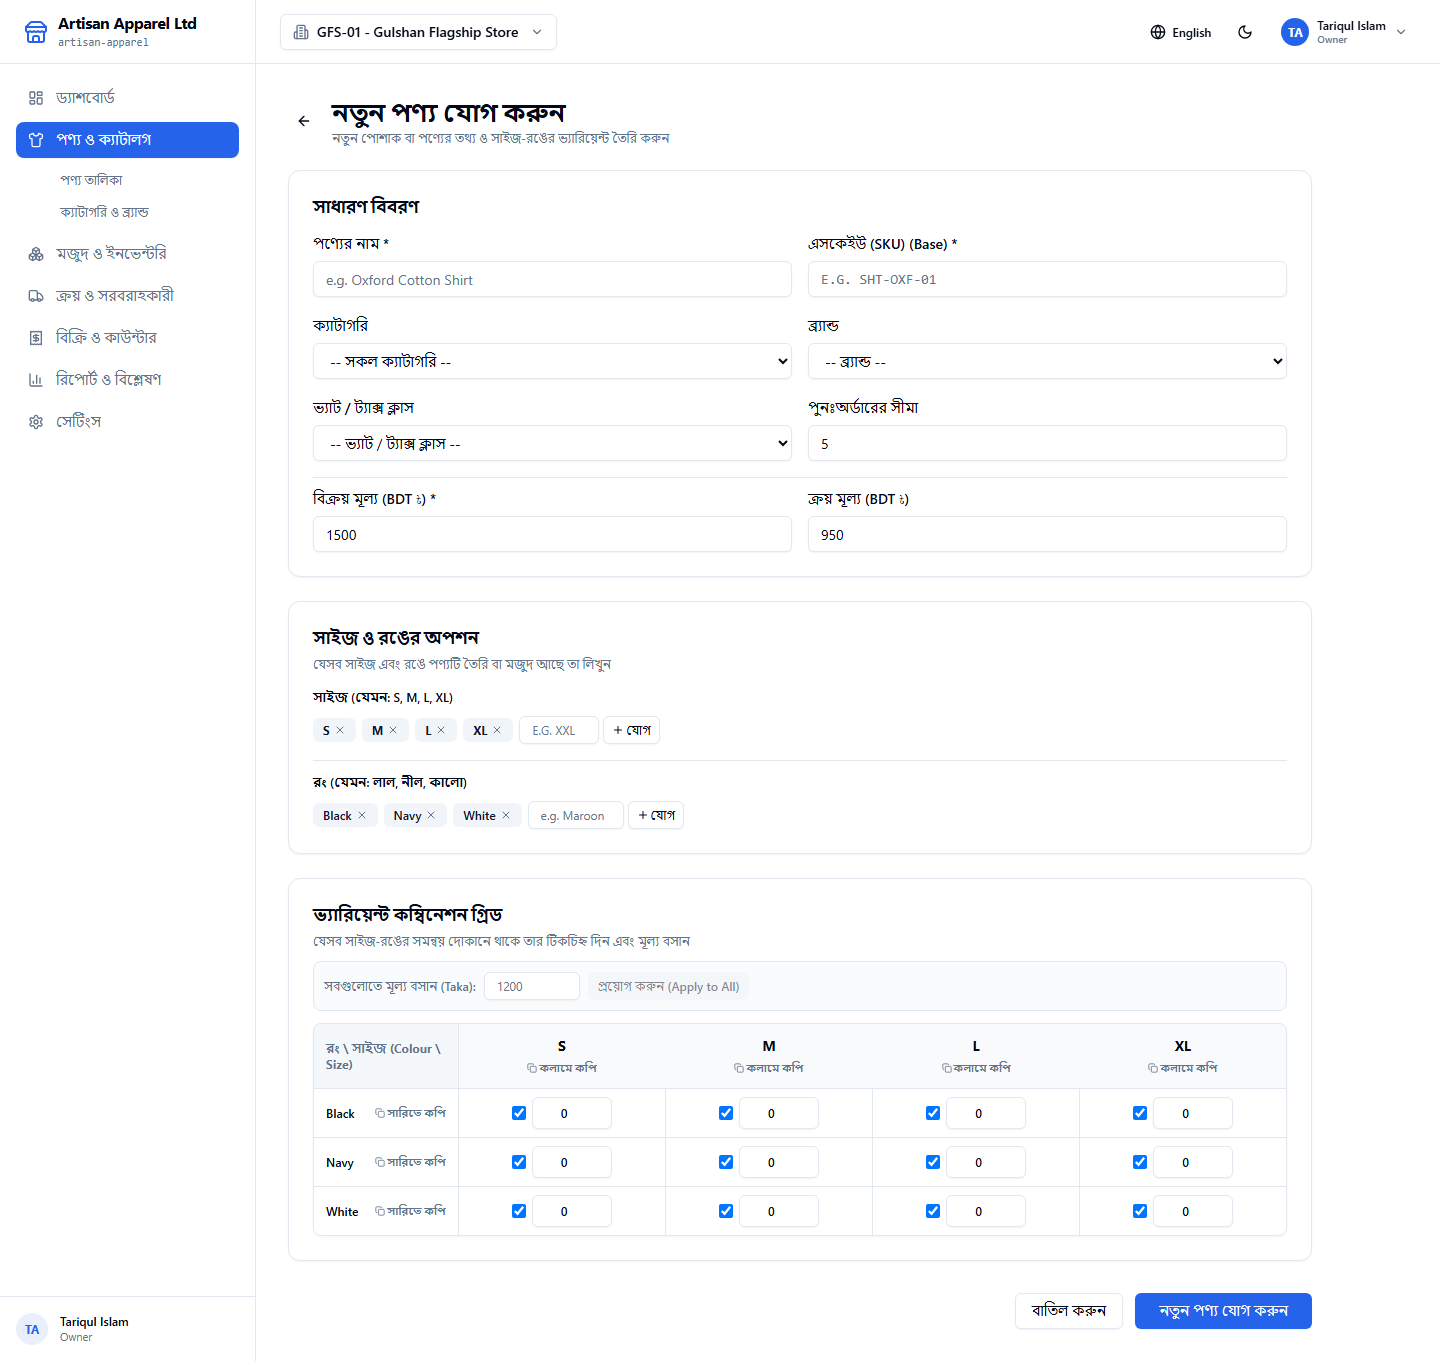 Artisan Apparel Ltd
artisan-apparel
GFS-01 - Gulshan Flagship Store
English
TA
Tariqul Islam
Owner
ড্যাশবোর্ড
পণ্য ও ক্যাটালগ
পণ্য তালিকা
ক্যাটাগরি ও ব্র্যান্ড
মজুদ ও ইনভেন্টরি
ক্রয় ও সরবরাহকারী
বিক্রি ও কাউন্টার
রিপোর্ট ও বিশ্লেষণ
সেটিংস
নতুন পণ্য যোগ করুন
নতুন পোশাক বা পণ্যের তথ্য ও সাইজ-রঙের ভ্যারিয়েন্ট তৈরি করুন
সাধারণ বিবরণ
পণ্যের নাম *
এসকেইউ (SKU) (Base) *
e.g. Oxford Cotton Shirt
E.G. SHT-OXF-01
ক্যাটাগরি
ব্র্যান্ড
-- সকল ক্যাটাগরি --
-- ব্র্যান্ড --
ভ্যাট / ট্যাক্স ক্লাস
পুনঃঅর্ডারের সীমা
-- ভ্যাট / ট্যাক্স ক্লাস --
5
বিক্রয় মূল্য (BDT ৳) *
ক্রয় মূল্য (BDT ৳)
1500
950
সাইজ ও রঙের অপশন
যেসব সাইজ এবং রঙে পণ্যটি তৈরি বা মজুদ আছে তা লিখুন
সাইজ (যেমন: S, M, L, XL)
S × M × L × XL × E.G. XXL + যোগ
রং (যেমন: লাল, নীল, কালো)
Black × Navy × White × e.g. Maroon + যোগ
ভ্যারিয়েন্ট কম্বিনেশন গ্রিড
যেসব সাইজ-রঙের সমন্বয় দোকানে থাকে তার টিকচিহ্ন দিন এবং মূল্য বসান
সবগুলোতে মূল্য বসান (Taka): 1200 প্রয়োগ করুন (Apply to All)
রং \ সাইজ (Colour \ Size)
S M L XL
কলামে কপি কলামে কপি কলামে কপি কলামে কপি
Black সারিতে কপি 0 0 0 0
Navy সারিতে কপি 0 0 0 0
White সারিতে কপি 0 0 0 0
বাতিল করুন
নতুন পণ্য যোগ করুন
TA
Tariqul Islam
Owner